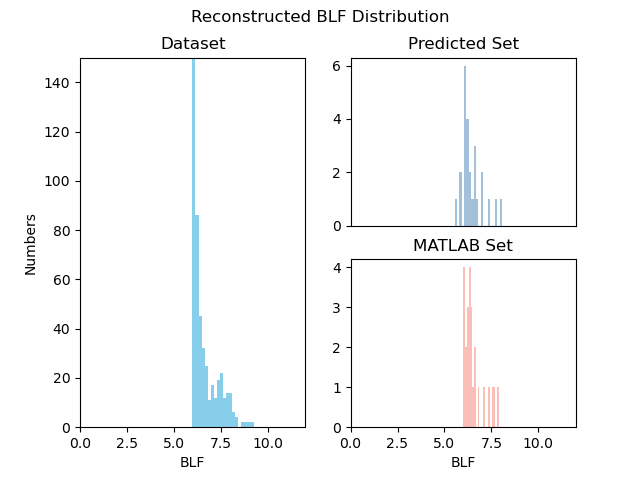 Reconstructed BLF Distribution
Dataset
Numbers
140
120
100
80
60
40
20
0
0.0 2.5 5.0 7.5 10.0
BLF
Predicted Set
6
4
2
0
MATLAB Set
4
3
2
1
0
0.0 2.5 5.0 7.5 10.0
BLF